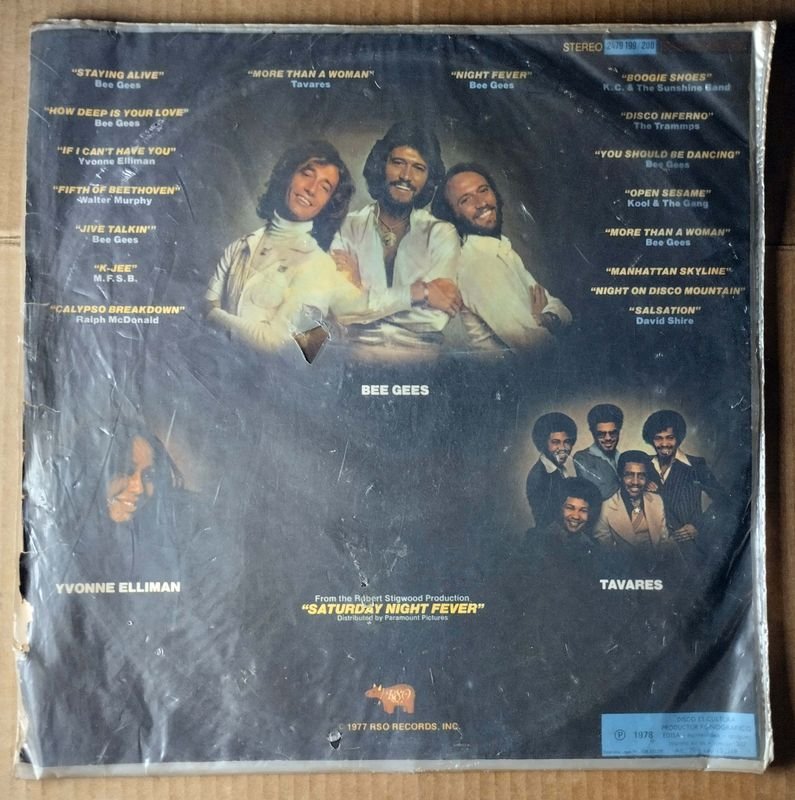 STEREO 2479 199/200
"STAYING ALIVE"
Bee Gees
"HOW DEEP IS YOUR LOVE"
Bee Gees
"IF I CAN'T HAVE YOU"
Yvonne Elliman
"FIFTH OF BEETHOVEN"
Walter Murphy
"JIVE TALKIN'"
Bee Gees
"K-JEE"
M.F.S.B.
"CALYPSO BREAKDOWN"
Ralph McDonald
"MORE THAN A WOMAN"
Tavares
"NIGHT FEVER"
Bee Gees
"BOOGIE SHOES"
K.C. & The Sunshine Band
"DISCO INFERNO"
The Trammps
"YOU SHOULD BE DANCING"
Bee Gees
"OPEN SESAME"
Kool & The Gang
"MORE THAN A WOMAN"
Bee Gees
"MANHATTAN SKYLINE"
"NIGHT ON DISCO MOUNTAIN"
"SALSATION"
David Shire
BEE GEES
YVONNE ELLIMAN
TAVARES
From the Robert Stigwood Production
"SATURDAY NIGHT FEVER"
Distributed by Paramount Pictures
RSO
© 1977 RSO RECORDS, INC.
DISCO ES CULTURA
PRODUCTOR FONOGRAFICO
Ⓟ 1978